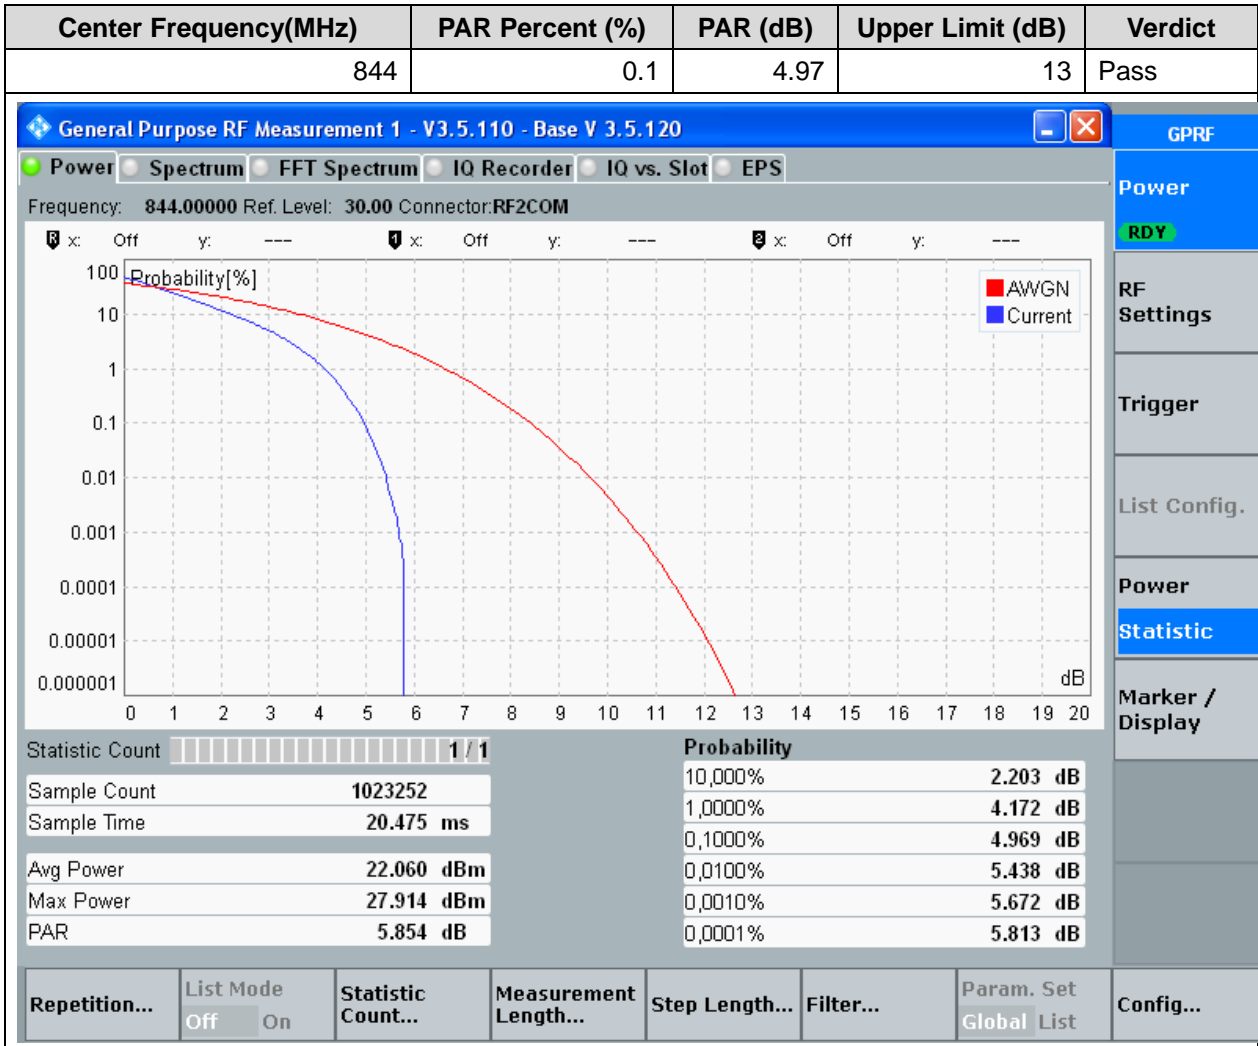 Center Frequency(MHz) PAR Percent (%) PAR (dB) Upper Limit (dB) Verdict
844 0.1 4.97 13 Pass
General Purpose RF Measurement 1 - V3.5.110 - Base V 3.5.120
GPRF
Power Spectrum FFT Spectrum IQ Recorder IQ vs. Slot EPS
Frequency: 844.00000 Ref. Level: 30.00 Connector:RF2COM
R x: Off y: --- 1 x: Off y: --- 2 x: Off y: ---
Probability[%]
AWGN
Current
100
10
1
0.1
0.01
0.001
0.0001
0.00001
0.000001
dB
0 1 2 3 4 5 6 7 8 9 10 11 12 13 14 15 16 17 18 19 20
Statistic Count 1 / 1
Sample Count 1023252
Sample Time 20.475 ms
Avg Power 22.060 dBm
Max Power 27.914 dBm
PAR 5.854 dB
Probability
10,000% 2.203 dB
1,0000% 4.172 dB
0,1000% 4.969 dB
0,0100% 5.438 dB
0,0010% 5.672 dB
0,0001% 5.813 dB
Power
RDY
RF
Settings
Trigger
List Config.
Power
Statistic
Marker /
Display
Repetition...
List Mode
Off On
Statistic
Count...
Measurement
Length...
Step Length...
Filter...
Param. Set
Global List
Config...